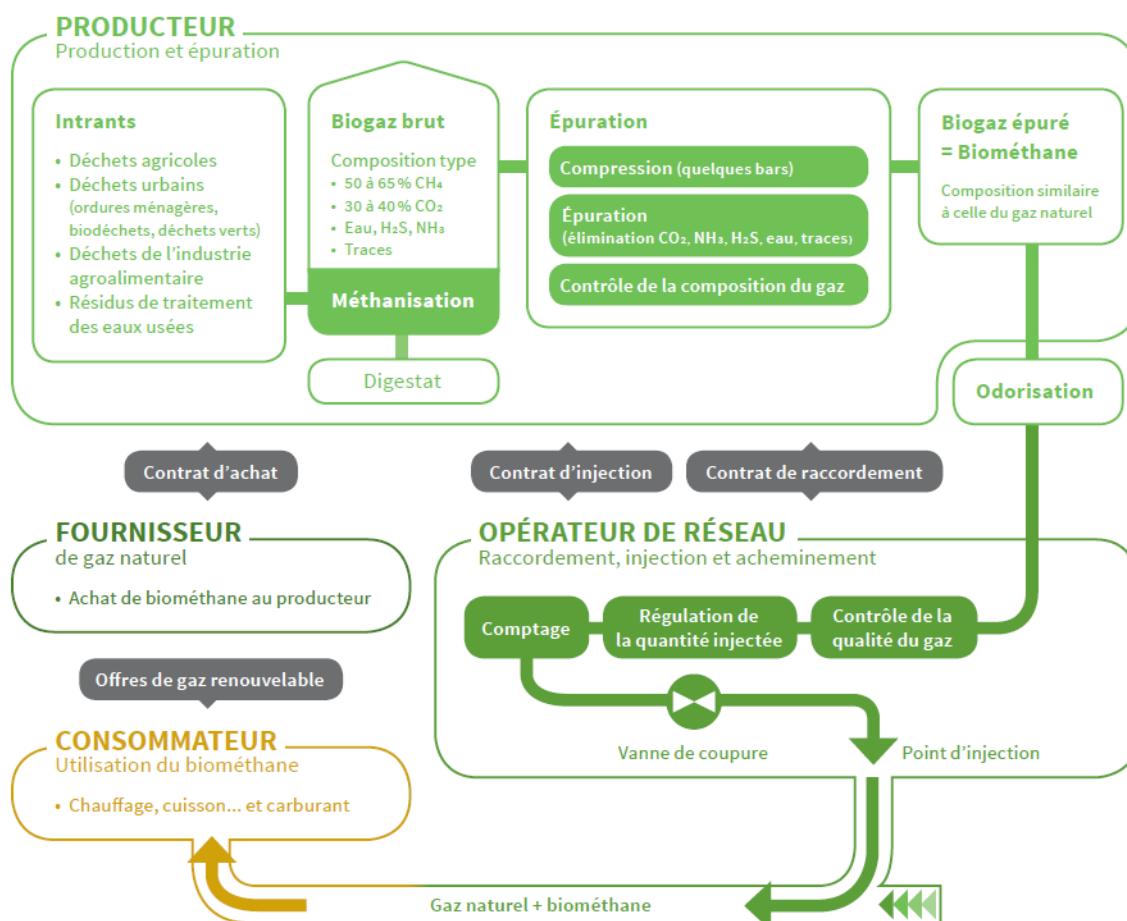 PRODUCTEUR
Production et épuration
Intrants
• Déchets agricoles
• Déchets urbains
(ordures ménagères,
biodéchets, déchets verts)
• Déchets de l’industrie
agroalimentaire
• Résidus de traitement
des eaux usées
Biogaz brut
Composition type
• 50 à 65 % CH₄
• 30 à 40 % CO₂
• Eau, H₂S, NH₃
• Traces
Méthanisation
Digestat
Épuration
Compression (quelques bars)
Épuration
(élimination CO₂, NH₃, H₂S, eau, traces)
Contrôle de la composition du gaz
Biogaz épuré
= Biométhane
Composition similaire
à celle du gaz naturel
Odorisation
Contrat d’achat
Contrat d’injection
Contrat de raccordement
FOURNISSEUR
de gaz naturel
• Achat de biométhane au producteur
OPÉRATEUR DE RÉSEAU
Raccordement, injection et acheminement
Comptage
Régulation de
la quantité injectée
Contrôle de la
qualité du gaz
Vanne de coupure
Point d’injection
Offres de gaz renouvelable
CONSOMMATEUR
Utilisation du biométhane
• Chauffage, cuisson... et carburant
Gaz naturel + biométhane